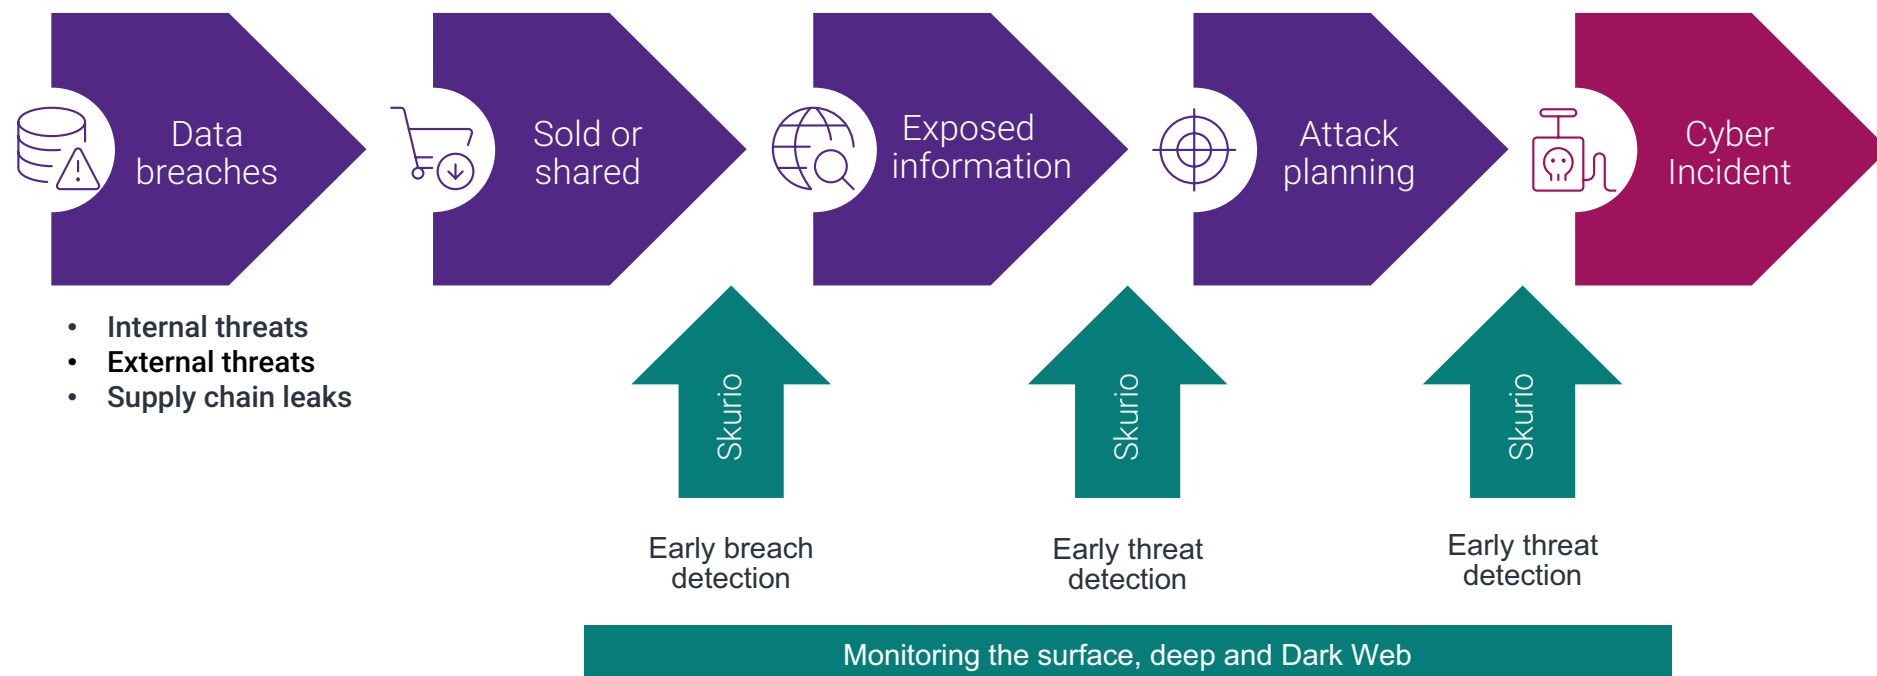 Data
breaches
Sold or
shared
Exposed
information
Attack
planning
Cyber
Incident
• Internal threats
• External threats
• Supply chain leaks
Skurio
Skurio
Skurio
Early breach
detection
Early threat
detection
Early threat
detection
Monitoring the surface, deep and Dark Web